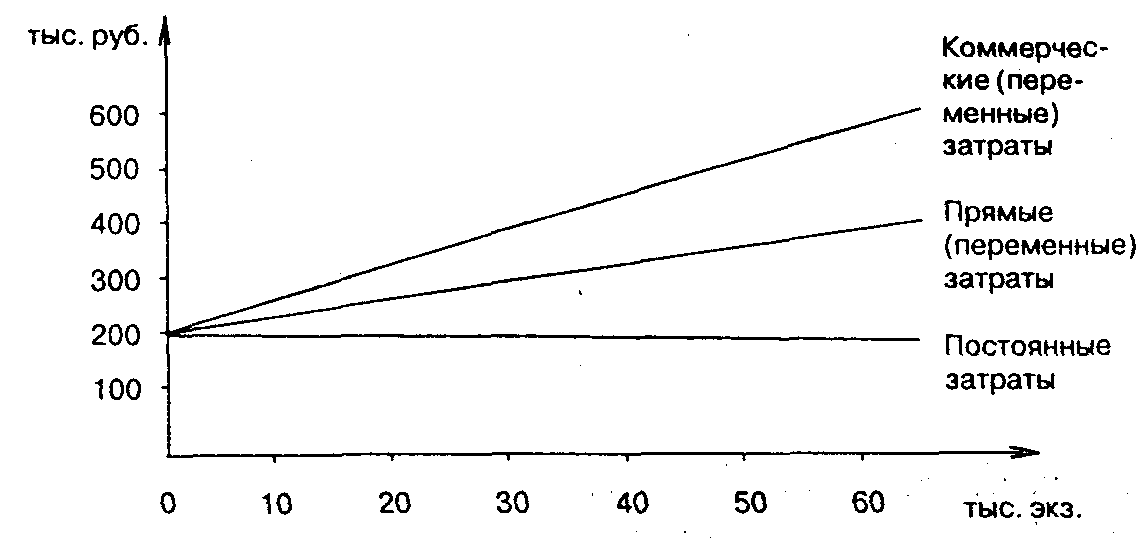 тыс. руб.
Коммерчес-
кие (пере-
менные)
затраты
600
500
400
300
200
100
Прямые
(переменные)
затраты
Постоянные
затраты
0 10 20 30 40 50 60 тыс. экз.